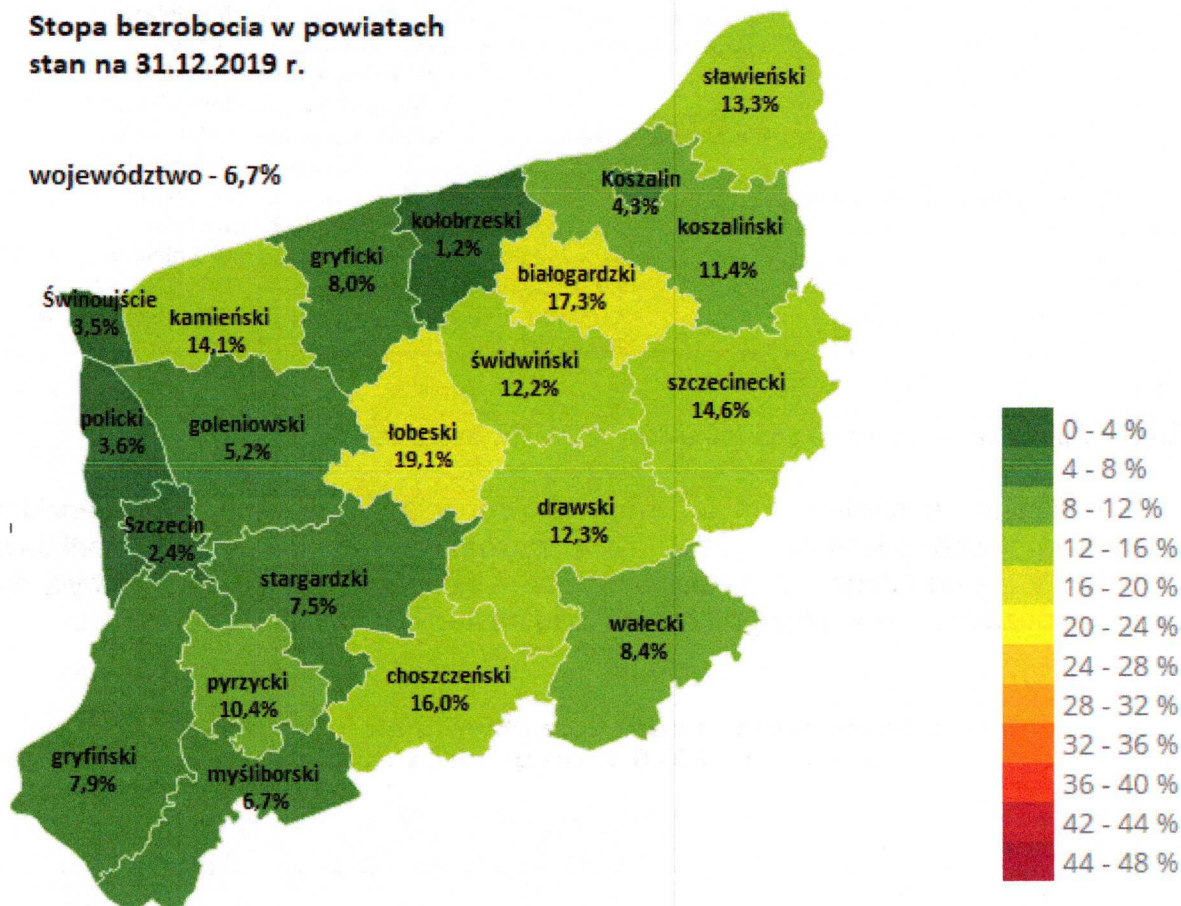 Stopa bezrobocia w powiatach
stan na 31.12.2019 r.
województwo - 6,7%
sławieński
13,3%
Koszalin
4,3%
kołobrzeski
1,2%
koszaliński
11,4%
gryficki
8,0%
białogardzki
17,3%
Świnoujście
3,5%
kamieński
14,1%
świdwiński
12,2%
szczecinecki
14,6%
policki
3,6%
goleniowski
5,2%
łobeski
19,1%
drawski
12,3%
Szczecin
2,4%
stargardzki
7,5%
wałecki
8,4%
choszczeński
16,0%
pyrzycki
10,4%
gryfiński
7,9%
myśliborski
6,7%
0 - 4 %
4 - 8 %
8 - 12 %
12 - 16 %
16 - 20 %
20 - 24 %
24 - 28 %
28 - 32 %
32 - 36 %
36 - 40 %
42 - 44 %
44 - 48 %